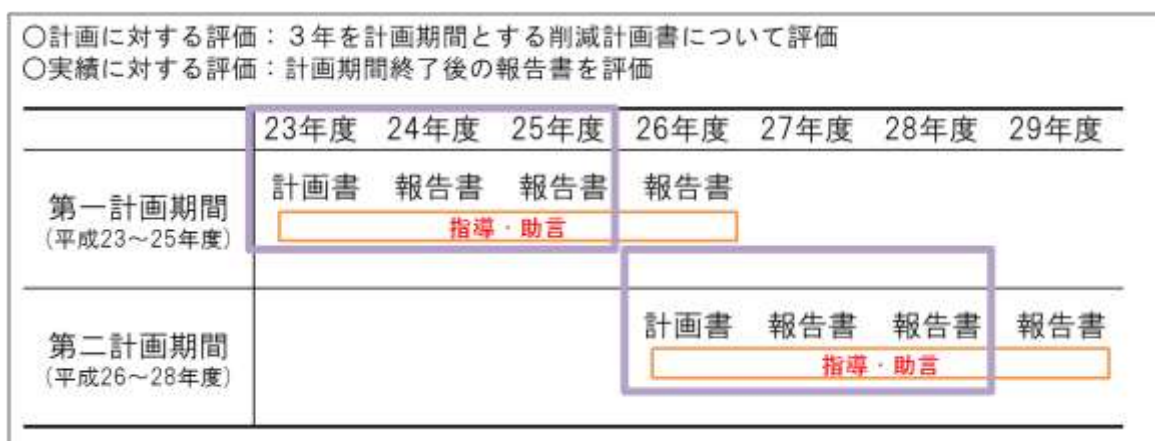 ○計画に対する評価：３年を計画期間とする削減計画書について評価
○実績に対する評価：計画期間終了後の報告書を評価
23年度 24年度 25年度 26年度 27年度 28年度 29年度
第一計画期間
(平成23～25年度)
計画書 報告書 報告書 報告書
指導・助言
第二計画期間
(平成26～28年度)
計画書 報告書 報告書 報告書
指導・助言